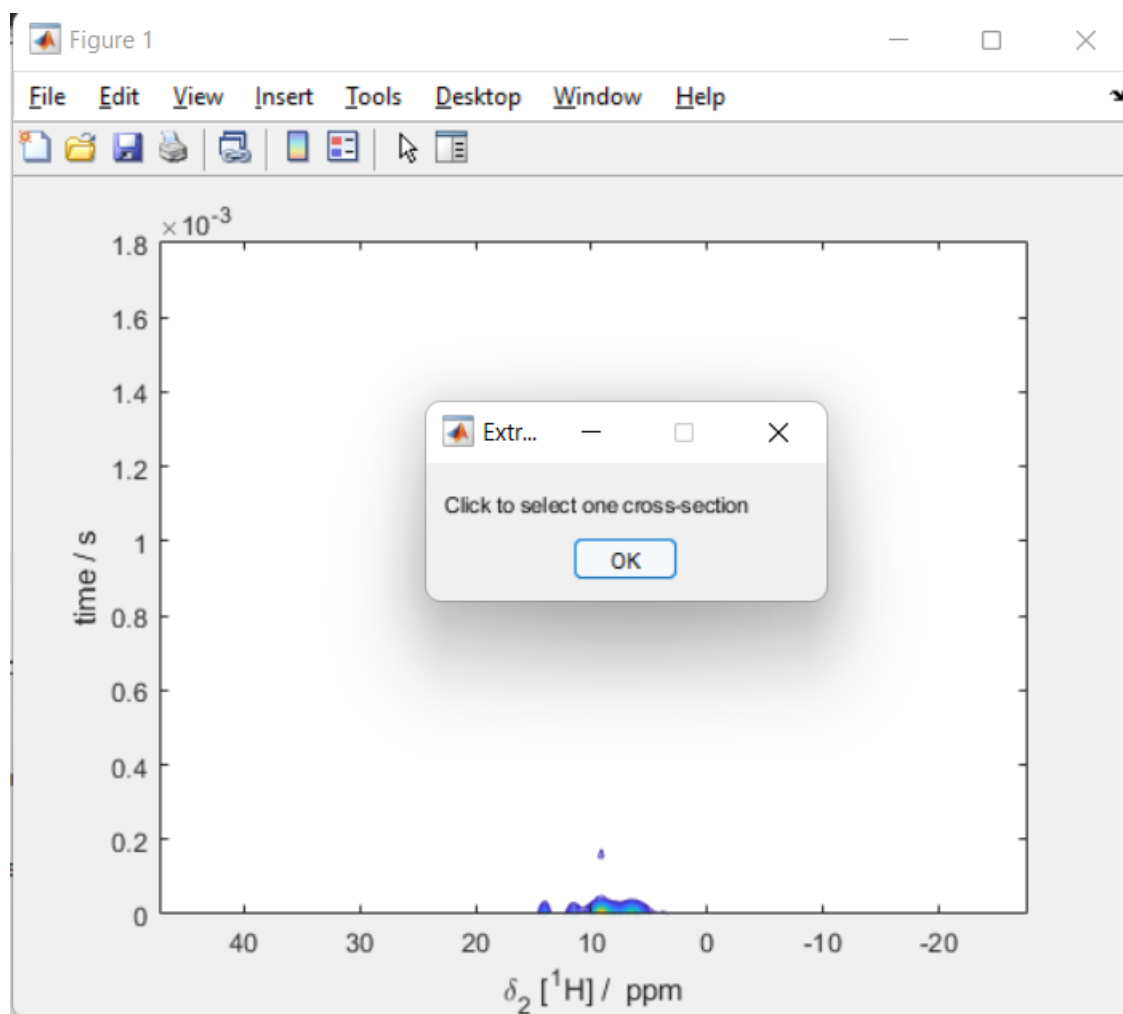 Figure 1
File Edit View Insert Tools Desktop Window Help
×10⁻³
1.8
1.6
1.4
1.2
1
0.8
0.6
0.4
0.2
0
time / s
Extr...
Click to select one cross-section
OK
40 30 20 10 0 -10 -20
δ₂ [¹H] / ppm